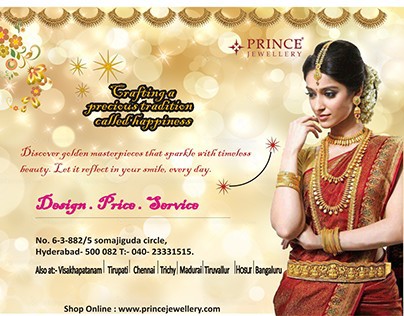 PRINCE®
JEWELLERY
Crafting a
precious tradition
called happiness
Discover golden masterpieces that sparkle with timeless
beauty. Let it reflect in your smile, every day.
Design . Price . Service
No. 6-3-882/5 somajiguda circle,
Hyderabad- 500 082 T:- 040- 23331515.
Also at:- Visakhapatanam | Tirupati | Chennai | Trichy | Madurai | Tiruvallur | Hosur | Bangaluru
Shop Online : www.princejewellery.com